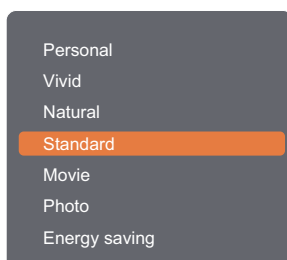 Personal
Vivid
Natural
Standard
Movie
Photo
Energy saving